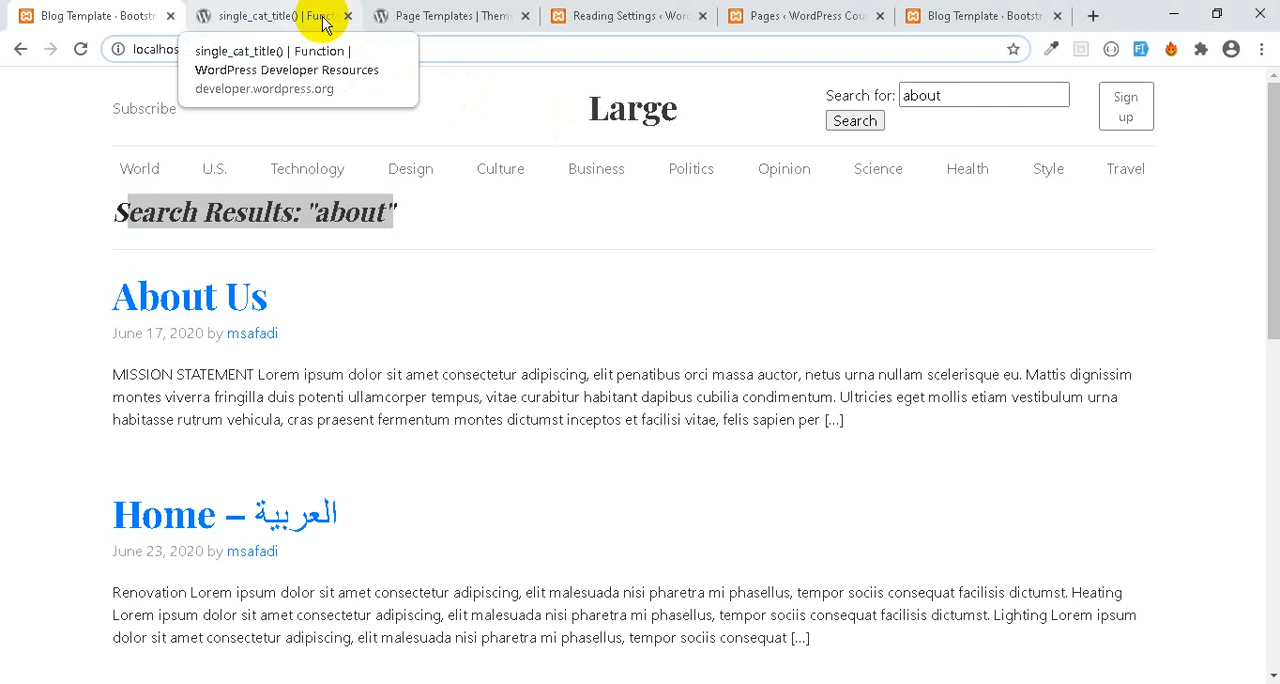 Blog Template · Bootstr
single_cat_title() | Funct
Page Templates | Them
Reading Settings ‹ Wor
Pages ‹ WordPress Cou
Blog Template · Bootstr
localhos
single_cat_title() | Function |
WordPress Developer Resources
developer.wordpress.org
Subscribe
Large
Search for: about
Search
Sign
up
World U.S. Technology Design Culture Business Politics Opinion Science Health Style Travel
Search Results: "about"
About Us
June 17, 2020 by msafadi
MISSION STATEMENT Lorem ipsum dolor sit amet consectetur adipiscing, elit penatibus orci massa auctor, netus urna nullam scelerisque eu. Mattis dignissim
montes viverra fringilla duis potenti ullamcorper tempus, vitae curabitur habitant dapibus cubilia condimentum. Ultricies eget mollis etiam vestibulum urna
habitasse rutrum vehicula, cras praesent fermentum montes dictumst inceptos et facilisi vitae, felis sapien per [...]
Home – العربية
June 23, 2020 by msafadi
Renovation Lorem ipsum dolor sit amet consectetur adipiscing, elit malesuada nisi pharetra mi phasellus, tempor sociis consequat facilisis dictumst. Heating
Lorem ipsum dolor sit amet consectetur adipiscing, elit malesuada nisi pharetra mi phasellus, tempor sociis consequat facilisis dictumst. Lighting Lorem ipsum
dolor sit amet consectetur adipiscing, elit malesuada nisi pharetra mi phasellus, tempor sociis consequat [...]